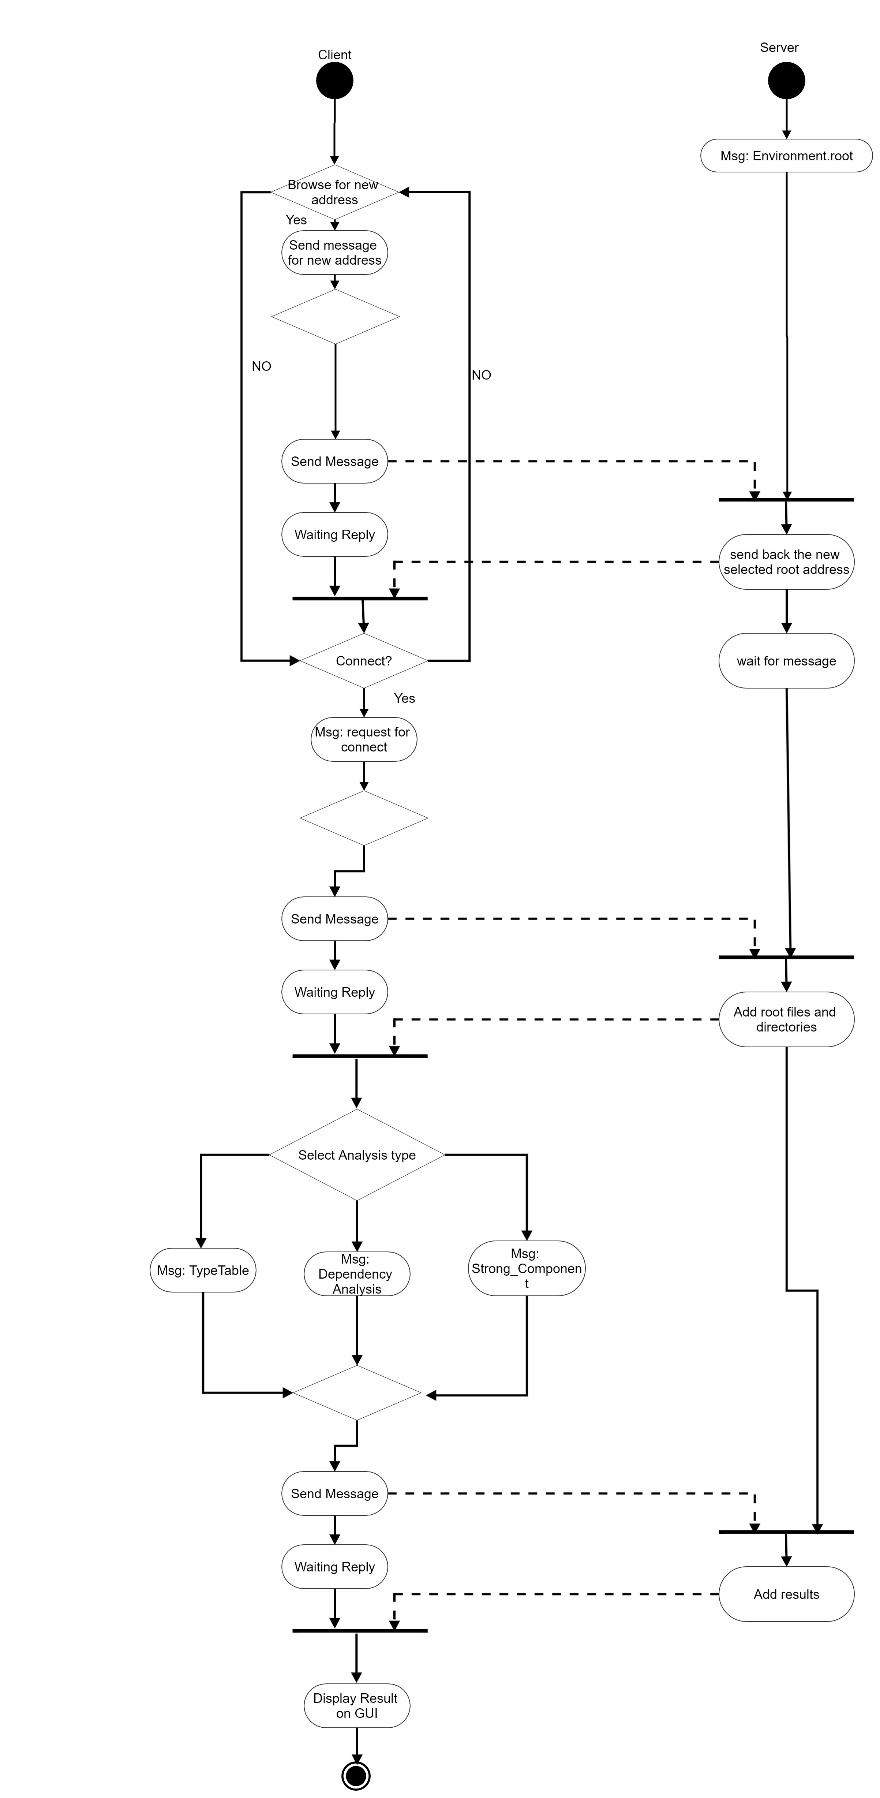 Client
Server
Msg: Environment.root
Browse for new
address
Yes
Send message
for new address
NO
NO
Send Message
Waiting Reply
send back the new
selected root address
Connect?
wait for message
Yes
Msg: request for
connect
Send Message
Waiting Reply
Add root files and
directories
Select Analysis type
Msg: TypeTable
Msg:
Dependency
Analysis
Msg:
Strong_Componen
t
Send Message
Waiting Reply
Add results
Display Result
on GUI